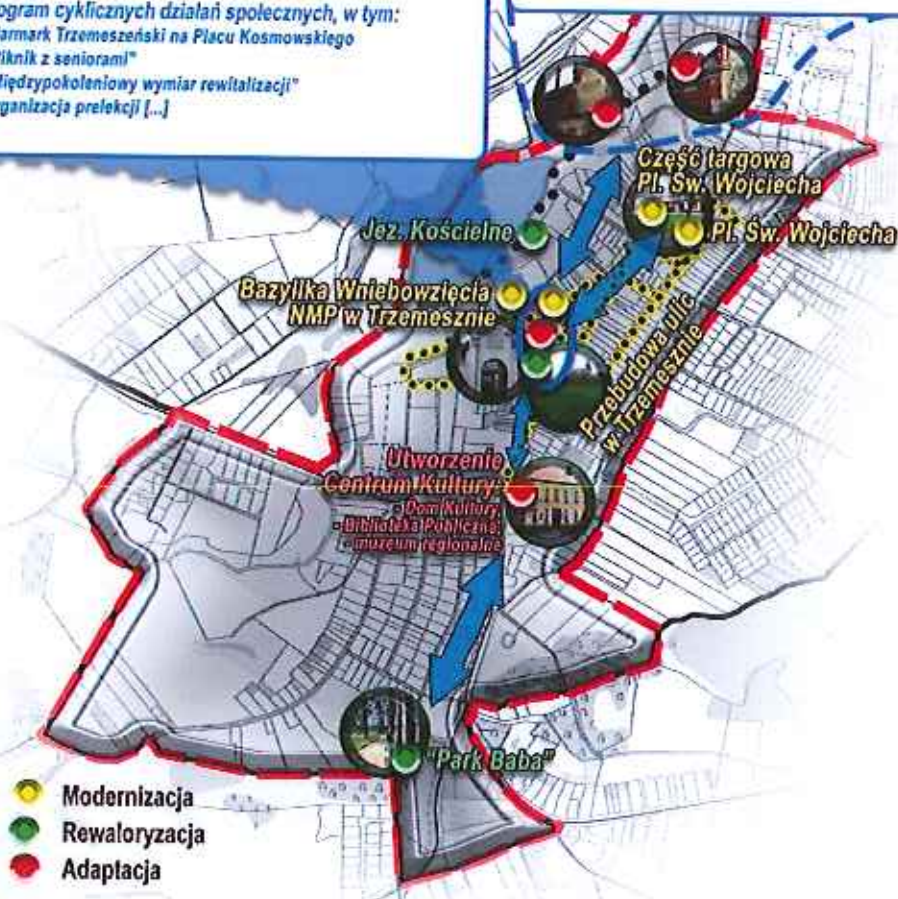 ogram cyklicznych działań społecznych, w tym:
armark Trzemeszeński na Placu Kosmowskiego
iknik z seniorami"
iędzypokoleniowy wymiar rewitalizacji"
ganizacja prelekcji [...]
Część targowa
Pl. Św. Wojciecha
Jez. Kościelne
Pl. Św. Wojciecha
Bazylika Wniebowzięcia
NMP w Trzemesznie
Przebudowa ulic
w Trzemesznie
Utworzenie
Centrum Kultury
- Dom Kultury,
- Biblioteka Publiczna,
- muzeum regionalne
"Park Baba"
Modernizacja
Rewaloryzacja
Adaptacja